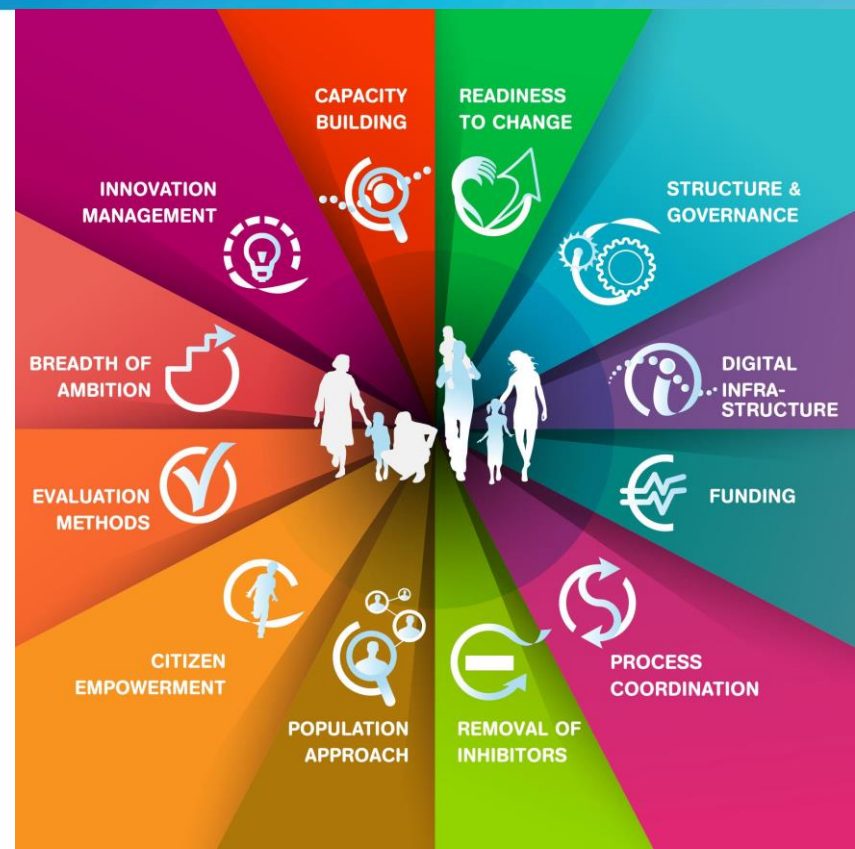 CAPACITY
BUILDING
READINESS
TO CHANGE
STRUCTURE &
GOVERNANCE
DIGITAL
INFRA-
STRUCTURE
FUNDING
PROCESS
COORDINATION
REMOVAL OF
INHIBITORS
POPULATION
APPROACH
CITIZEN
EMPOWERMENT
EVALUATION
METHODS
BREADTH OF
AMBITION
INNOVATION
MANAGEMENT